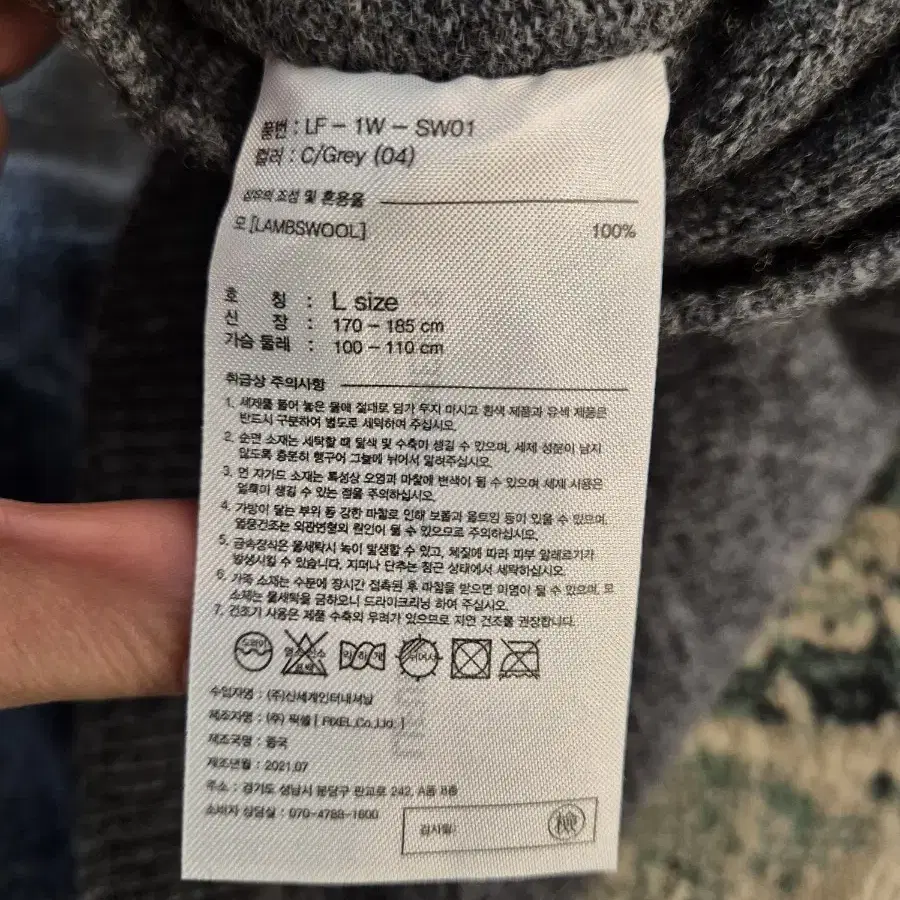 품번 : LF - 1W - SW01
컬러 : C/Grey (04)
섬유의 조성 및 혼용율
모 [LAMBSWOOL] 100%
호 칭 : L size
신 장 : 170 - 185 cm
가슴 둘레 : 100 - 110 cm
취급상 주의사항
1. 세제를 풀어 놓은 물에 절대로 담가 두지 마시고 흰색 제품과 유색 제품은
반드시 구분하여 별도로 세탁하여 주십시오.
2. 순면 소재는 세탁할 때 탈색 및 수축이 생길 수 있으며, 세제 성분이 남지
않도록 충분히 헹구어 그늘에 뉘어서 말려주십시오.
3. 면 자가드 소재는 특성상 오염과 마찰에 변색이 될 수 있으며 세제 사용은
얼룩이 생길 수 있는 점을 주의하십시오.
4. 가방이 닿는 부위 등 강한 마찰로 인해 보풀과 올트임 등이 있을 수 있으며,
열풍건조는 외관변형의 원인이 될 수 있으므로 주의하십시오.
5. 금속장식은 물세탁시 녹이 발생할 수 있고, 체질에 따라 피부 알레르기가
발생시킬 수 있습니다. 지퍼나 단추는 잠근 상태에서 세탁하십시오.
6. 가죽 소재는 수분에 장시간 접촉된 후 마찰을 받으면 이염이 될 수 있으며, 모
소재는 물세탁을 금하오니 드라이크리닝 하여 주십시오.
7. 건조기 사용은 제품 수축의 우려가 있으므로 자연 건조를 권장합니다.
드라이 염소 산소 표백 약하게 뉘어서
수입자명 : (주)신세계인터내셔날
제조자명 : (주) 픽셀 [ PIXEL.Co.,Ltd. ]
제조국명 : 중국
제조년월 : 2021.07
주소 : 경기도 성남시 분당구 판교로 242, A동 8층
소비자 상담실 : 070-4788-1600
검사필: 檢